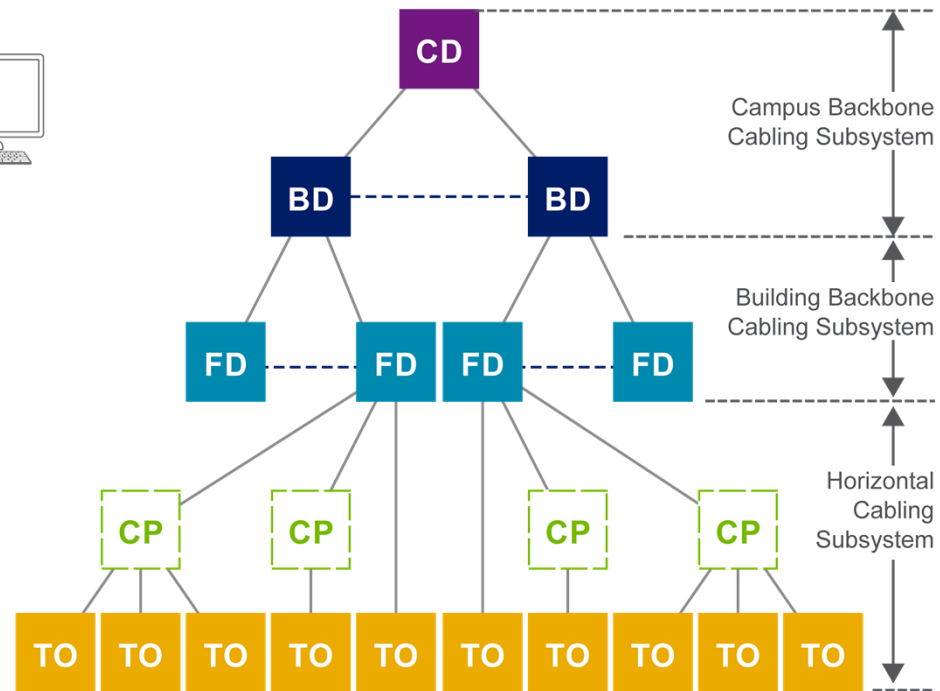 CD
Campus Backbone
Cabling Subsystem
BD BD
Building Backbone
Cabling Subsystem
FD FD FD FD
Horizontal
Cabling
Subsystem
CP CP CP CP
TO TO TO TO TO TO TO TO TO TO